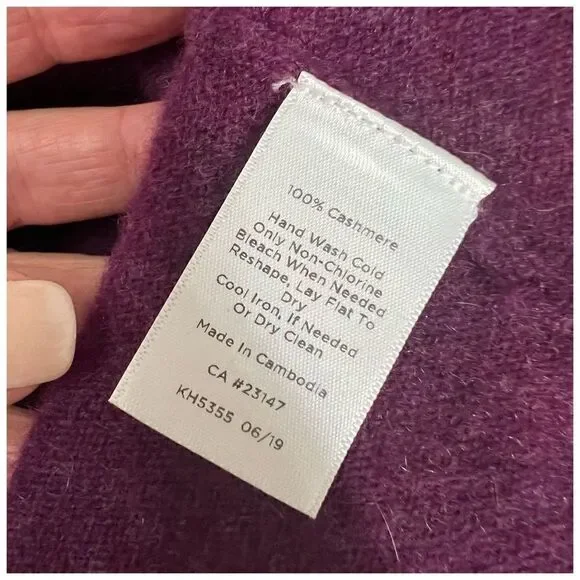 100% Cashmere
Hand Wash Cold
Only Non-Chlorine
Bleach When Needed
Reshape, Lay Flat To
Dry
Cool Iron, If Needed
Or Dry Clean
Made In Cambodia
CA #23147
KH5355 06/19